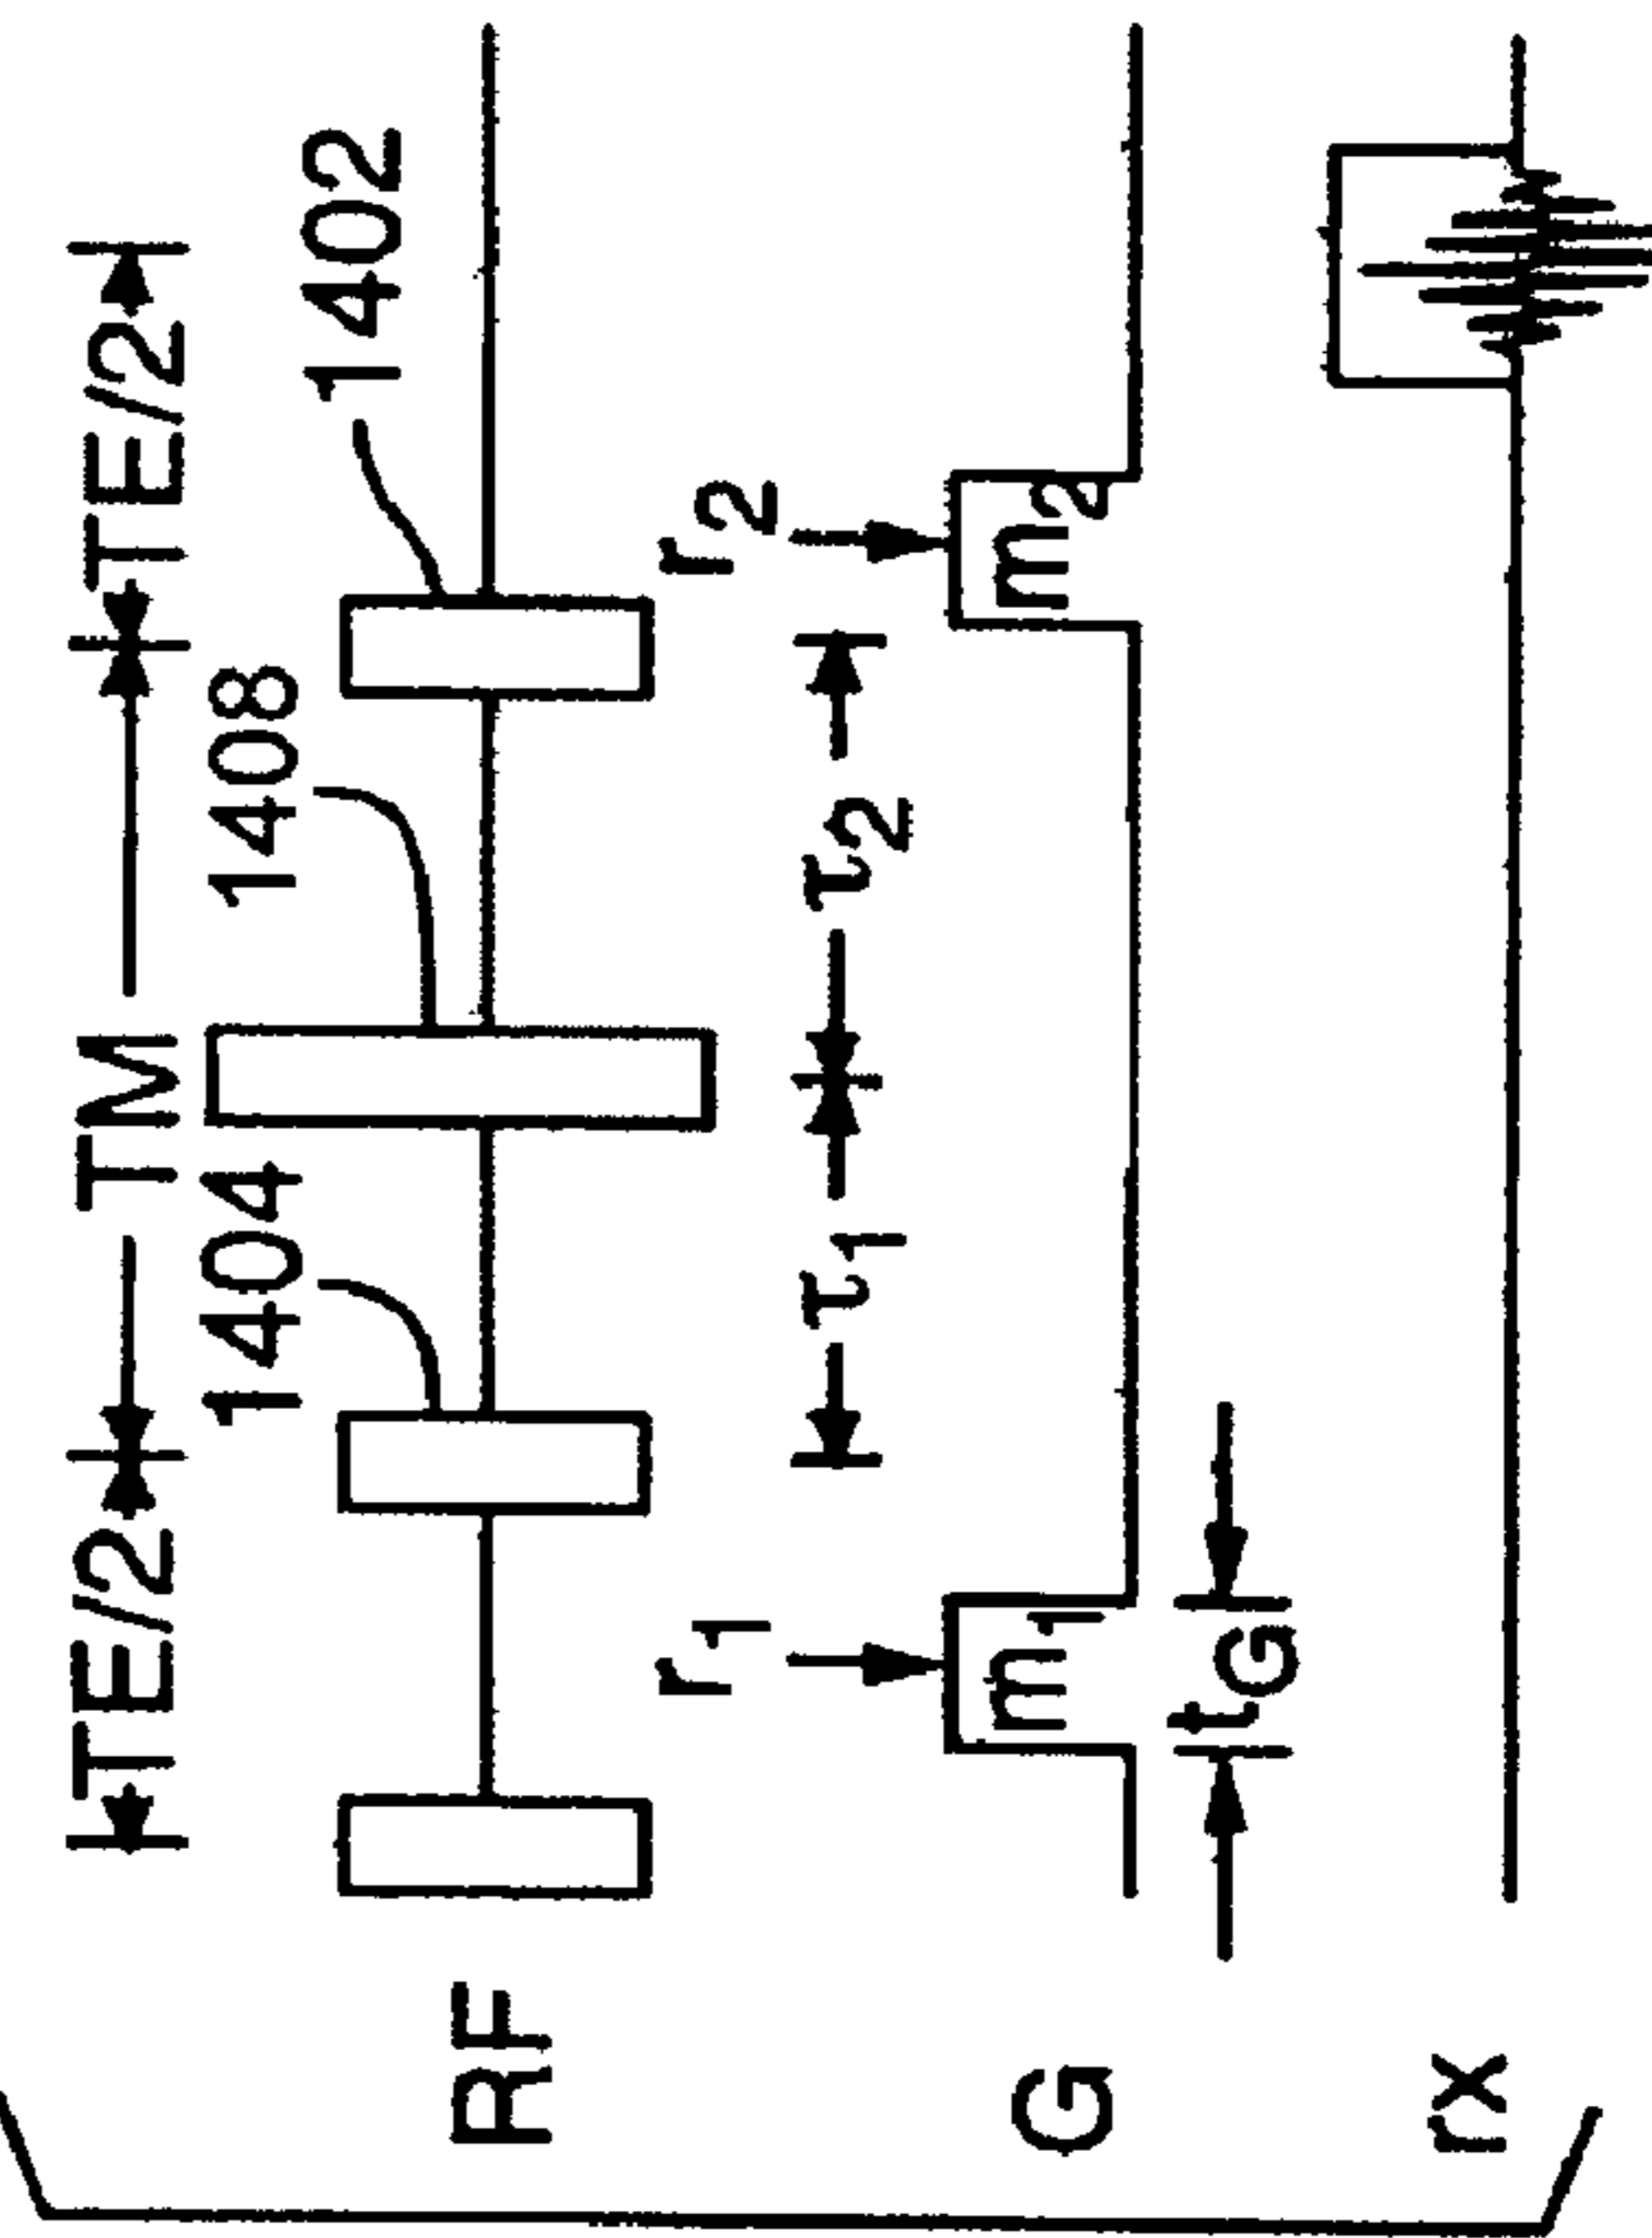 TE/2 TM TE/2
1404 1408 1402
RF
r1 r2
τ1 τ2
G m1 m2
tG
rx